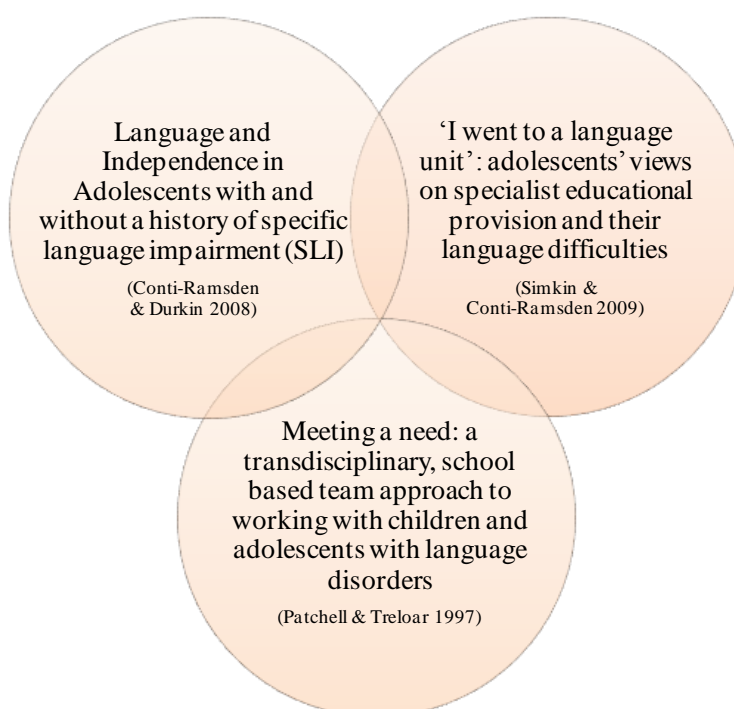 Language and
Independence in
Adolescents with and
without a history of specific
language impairment (SLI)
(Conti-Ramsden
& Durkin 2008)
‘I went to a language
unit’: adolescents’ views
on specialist educational
provision and their
language difficulties
(Simkin &
Conti-Ramsden 2009)
Meeting a need: a
transdisciplinary, school
based team approach to
working with children and
adolescents with language
disorders
(Patchell & Treloar 1997)